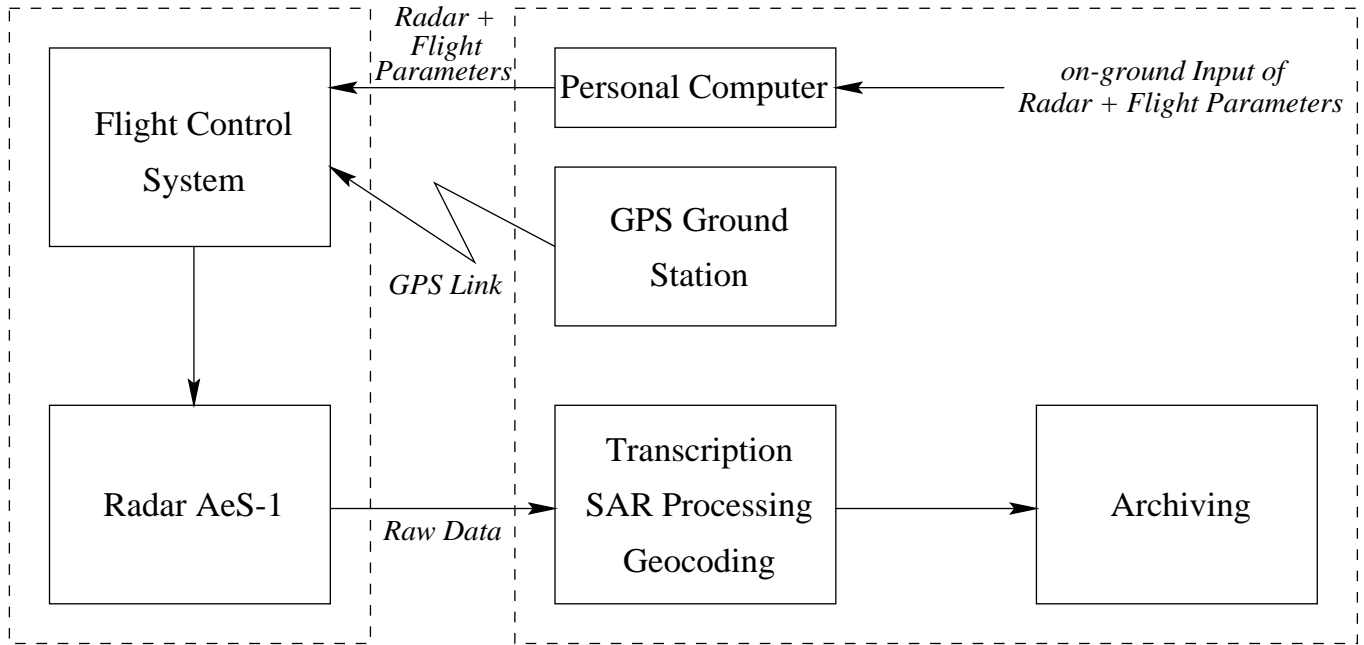 Radar +
Flight
Parameters
Personal Computer
on-ground Input of
Radar + Flight Parameters
Flight Control
System
GPS Ground
Station
GPS Link
Radar AeS-1
Raw Data
Transcription
SAR Processing
Geocoding
Archiving